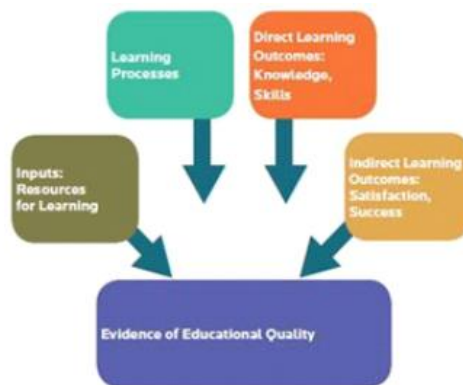 Learning
Processes
Direct Learning
Outcomes:
Knowledge,
Skills
Inputs:
Resources
for Learning
Indirect Learning
Outcomes:
Satisfaction,
Success
Evidence of Educational Quality